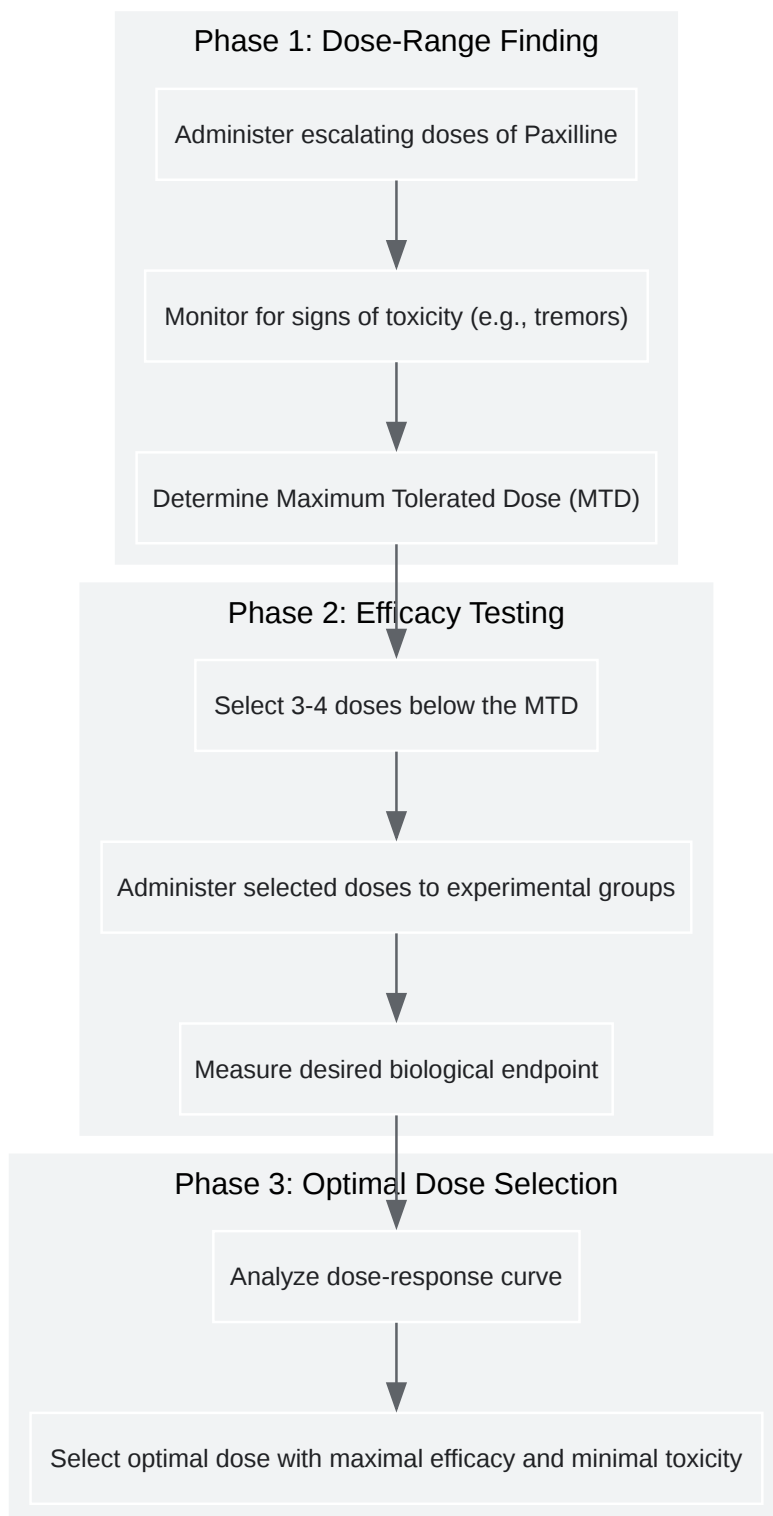 Phase 1: Dose-Range Finding
Administer escalating doses of Paxilline
Monitor for signs of toxicity (e.g., tremors)
Determine Maximum Tolerated Dose (MTD)
Phase 2: Efficacy Testing
Select 3-4 doses below the MTD
Administer selected doses to experimental groups
Measure desired biological endpoint
Phase 3: Optimal Dose Selection
Analyze dose-response curve
Select optimal dose with maximal efficacy and minimal toxicity